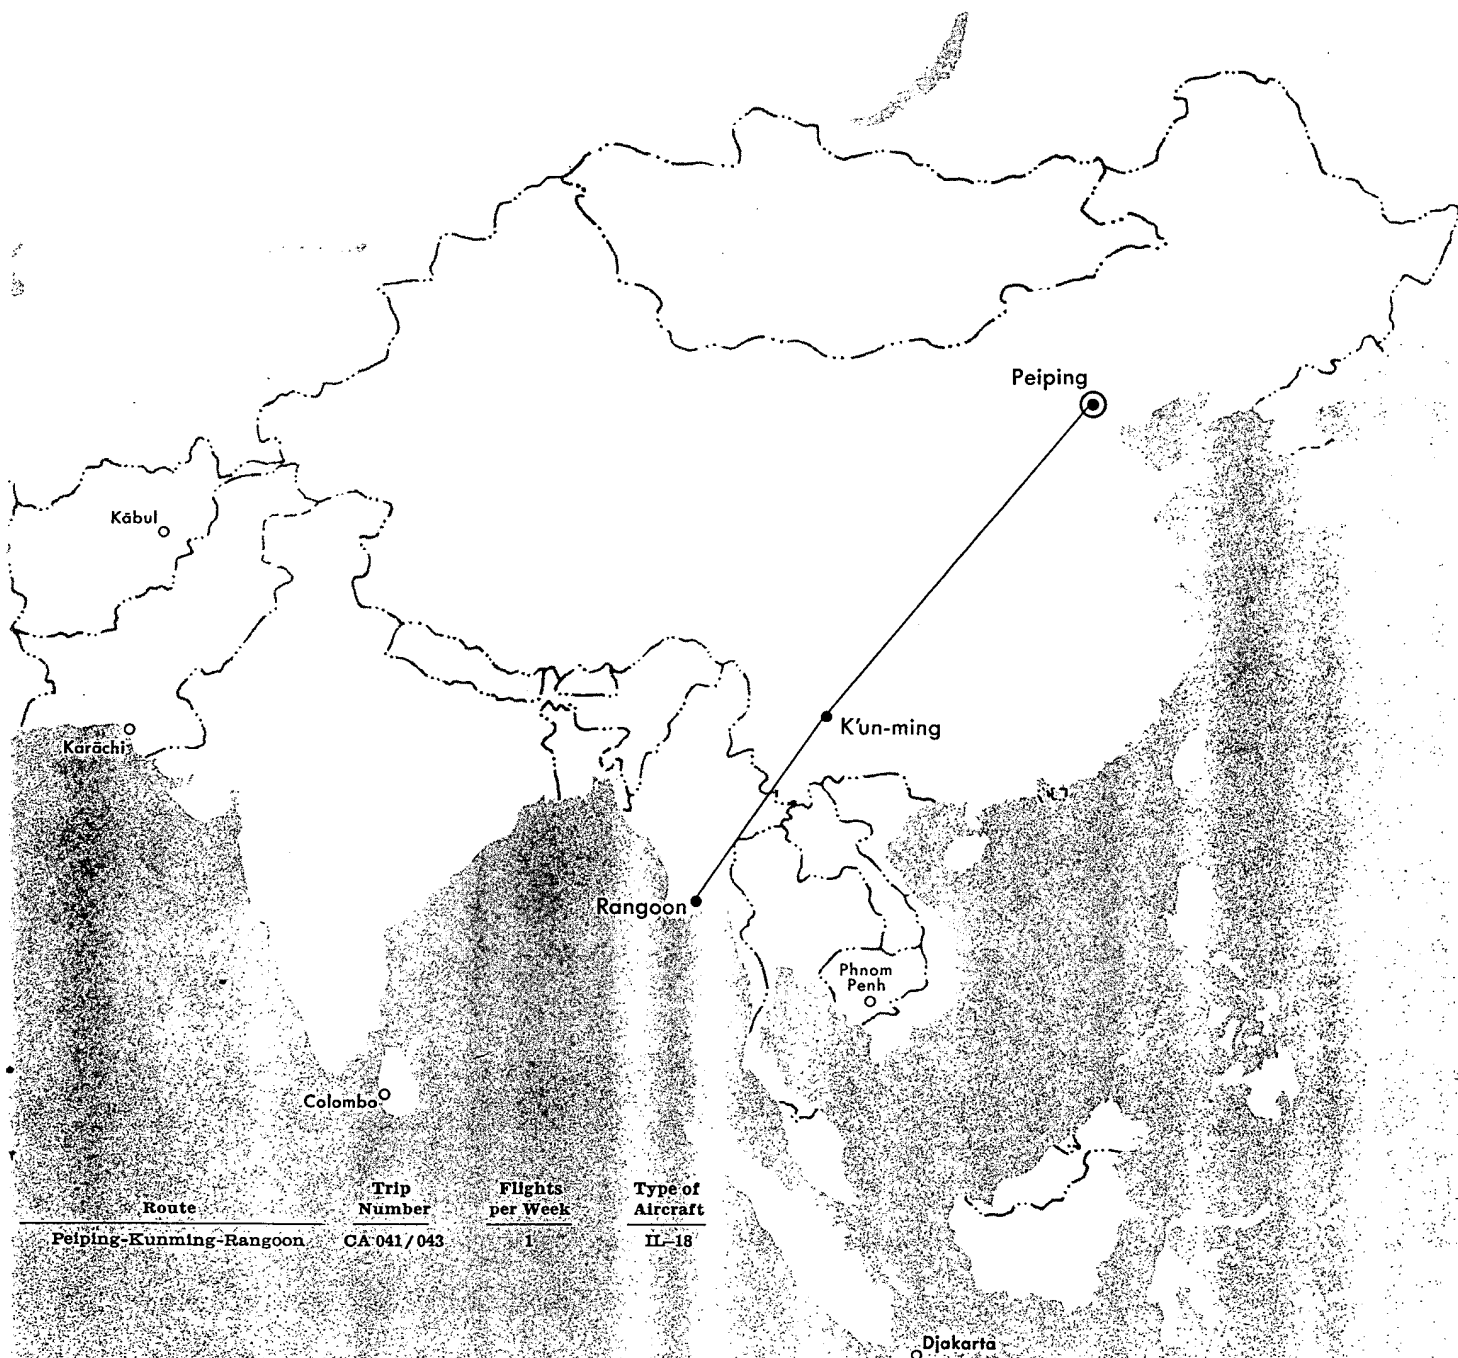 Peiping
Kābul
K'un-ming
Karāchi
Rangoon
Phnom
Penh
Colombo
Route Trip Number Flights per Week Type of Aircraft
Peiping-Kunming-Rangoon CA 041/043 1 IL-18
Djakarta